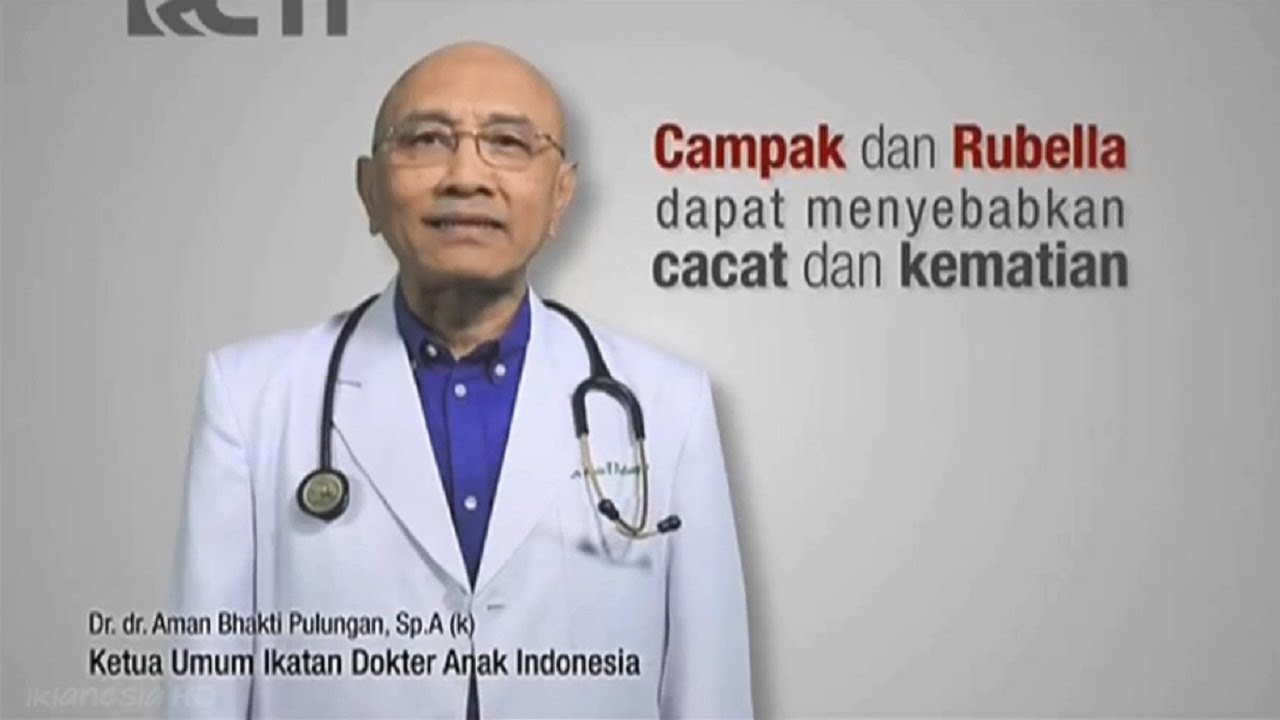 RCTI
Campak dan Rubella
dapat menyebabkan
cacat dan kematian
Dr. dr. Aman Bhakti Pulungan, Sp.A (k)
Ketua Umum Ikatan Dokter Anak Indonesia
iklanesia HD